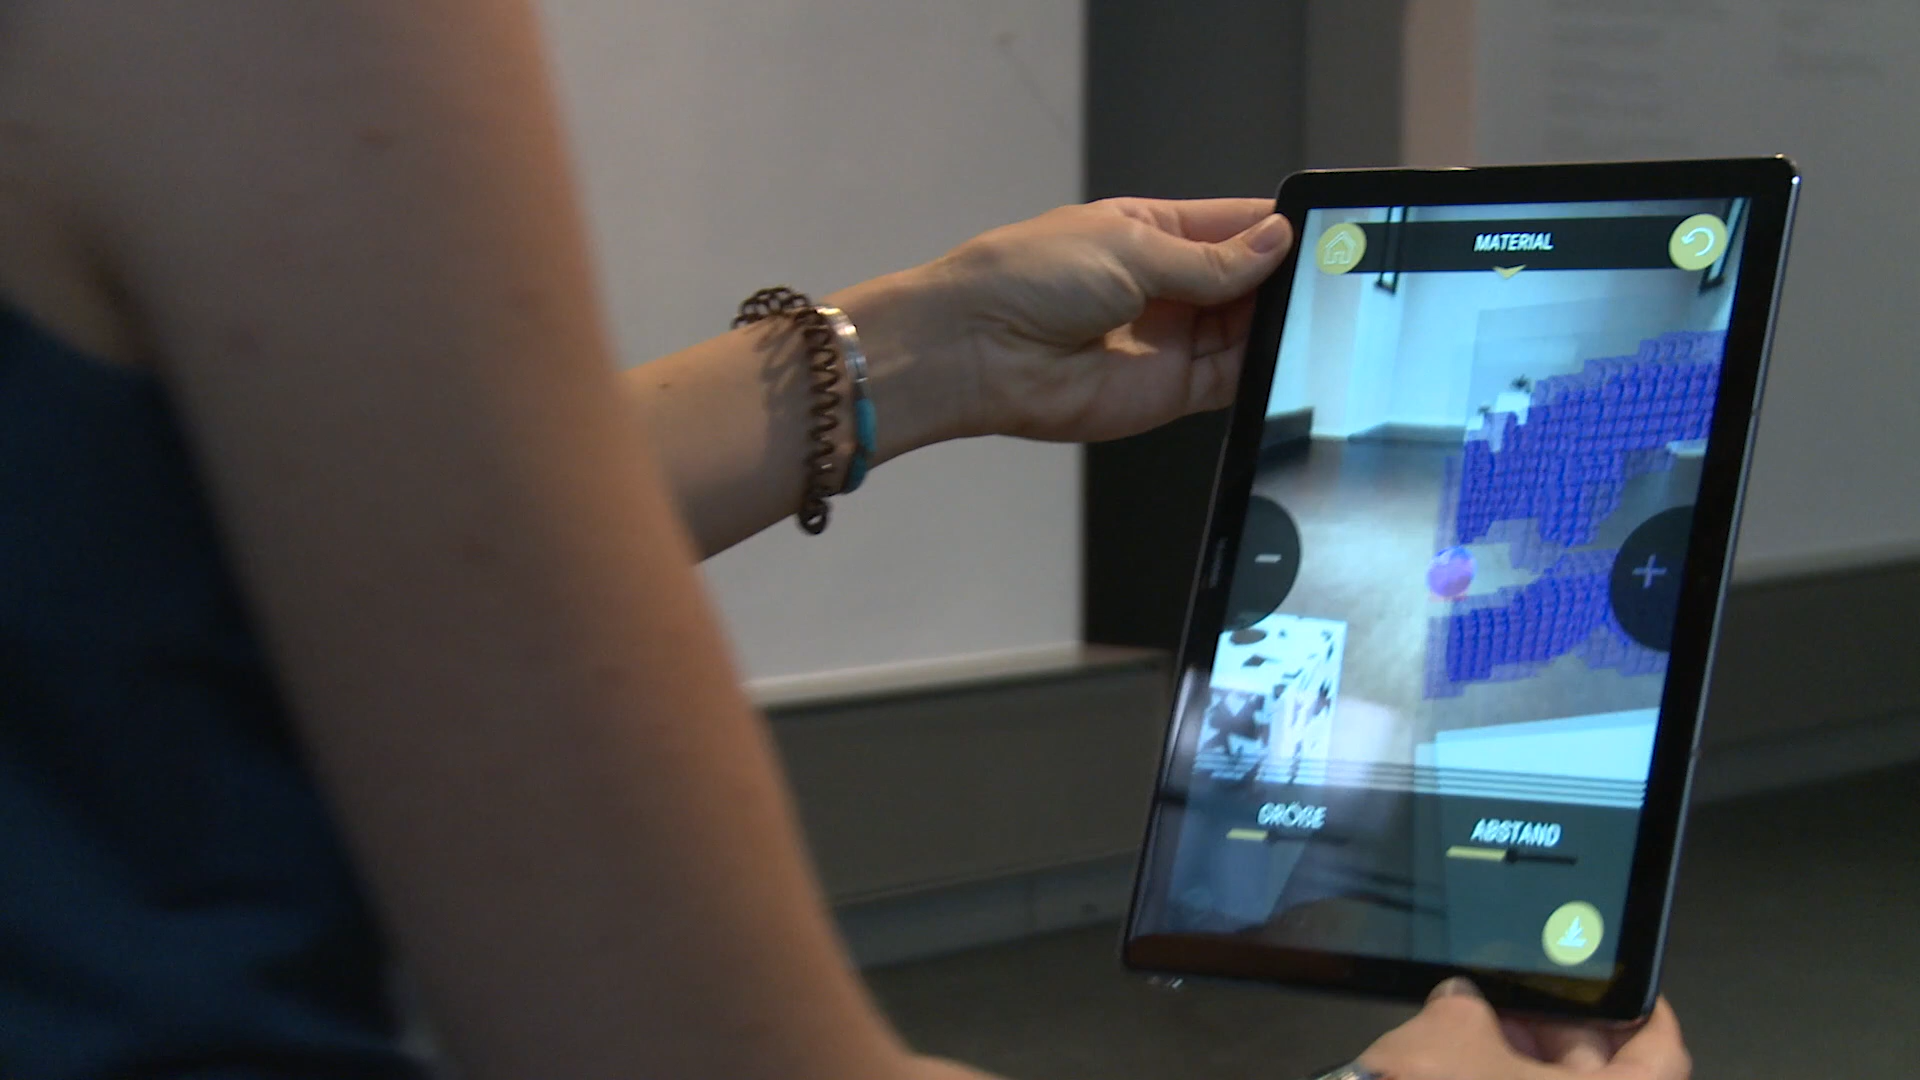 MATERIAL
−
+
GRÖẞE
ABSTAND